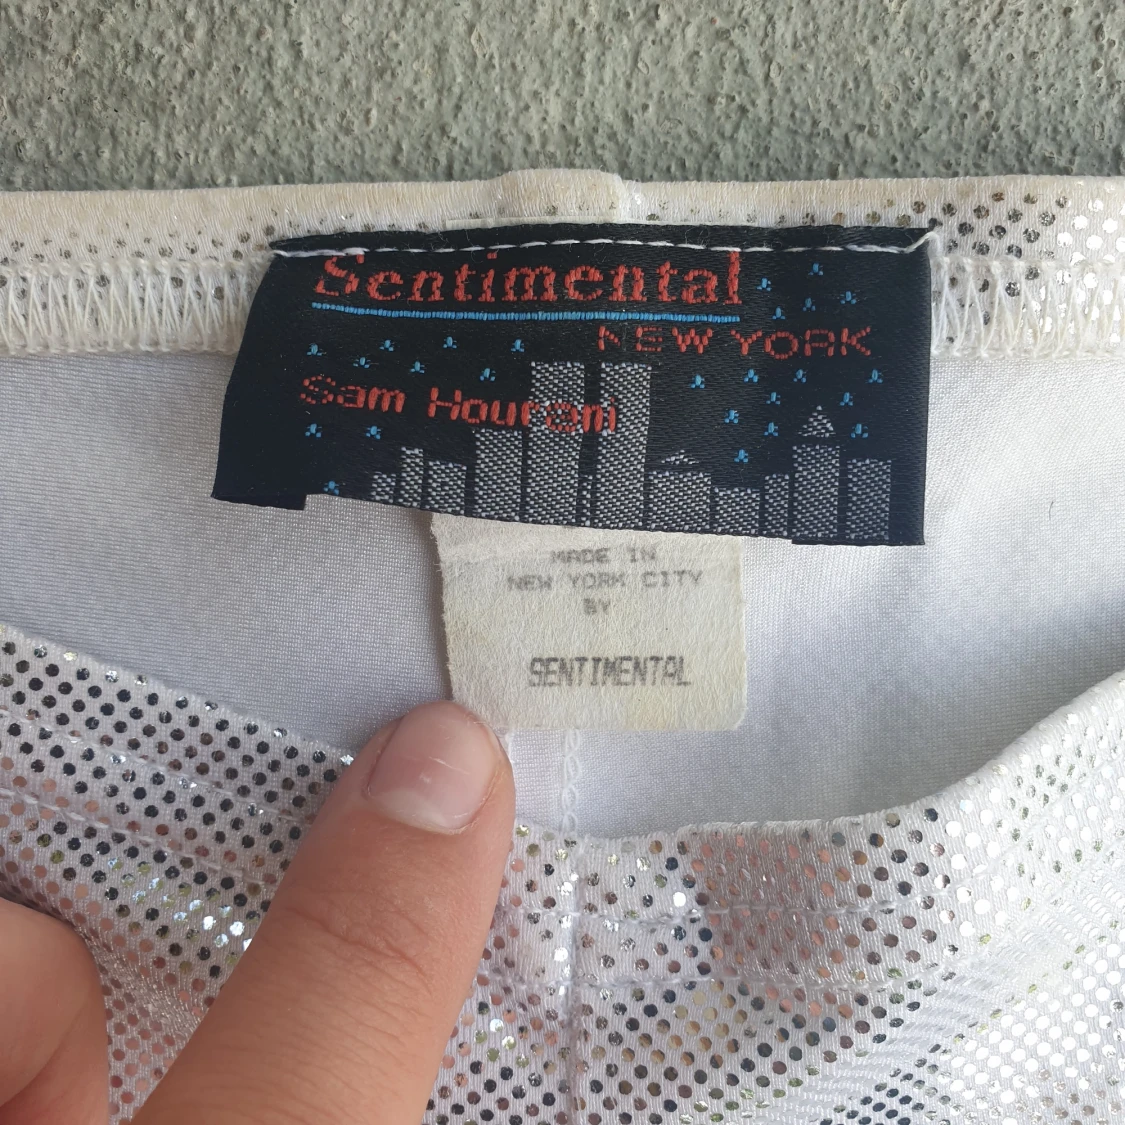 Sentimental
NEW YORK
Sam Hourani
MADE IN
NEW YORK CITY
BY
SENTIMENTAL